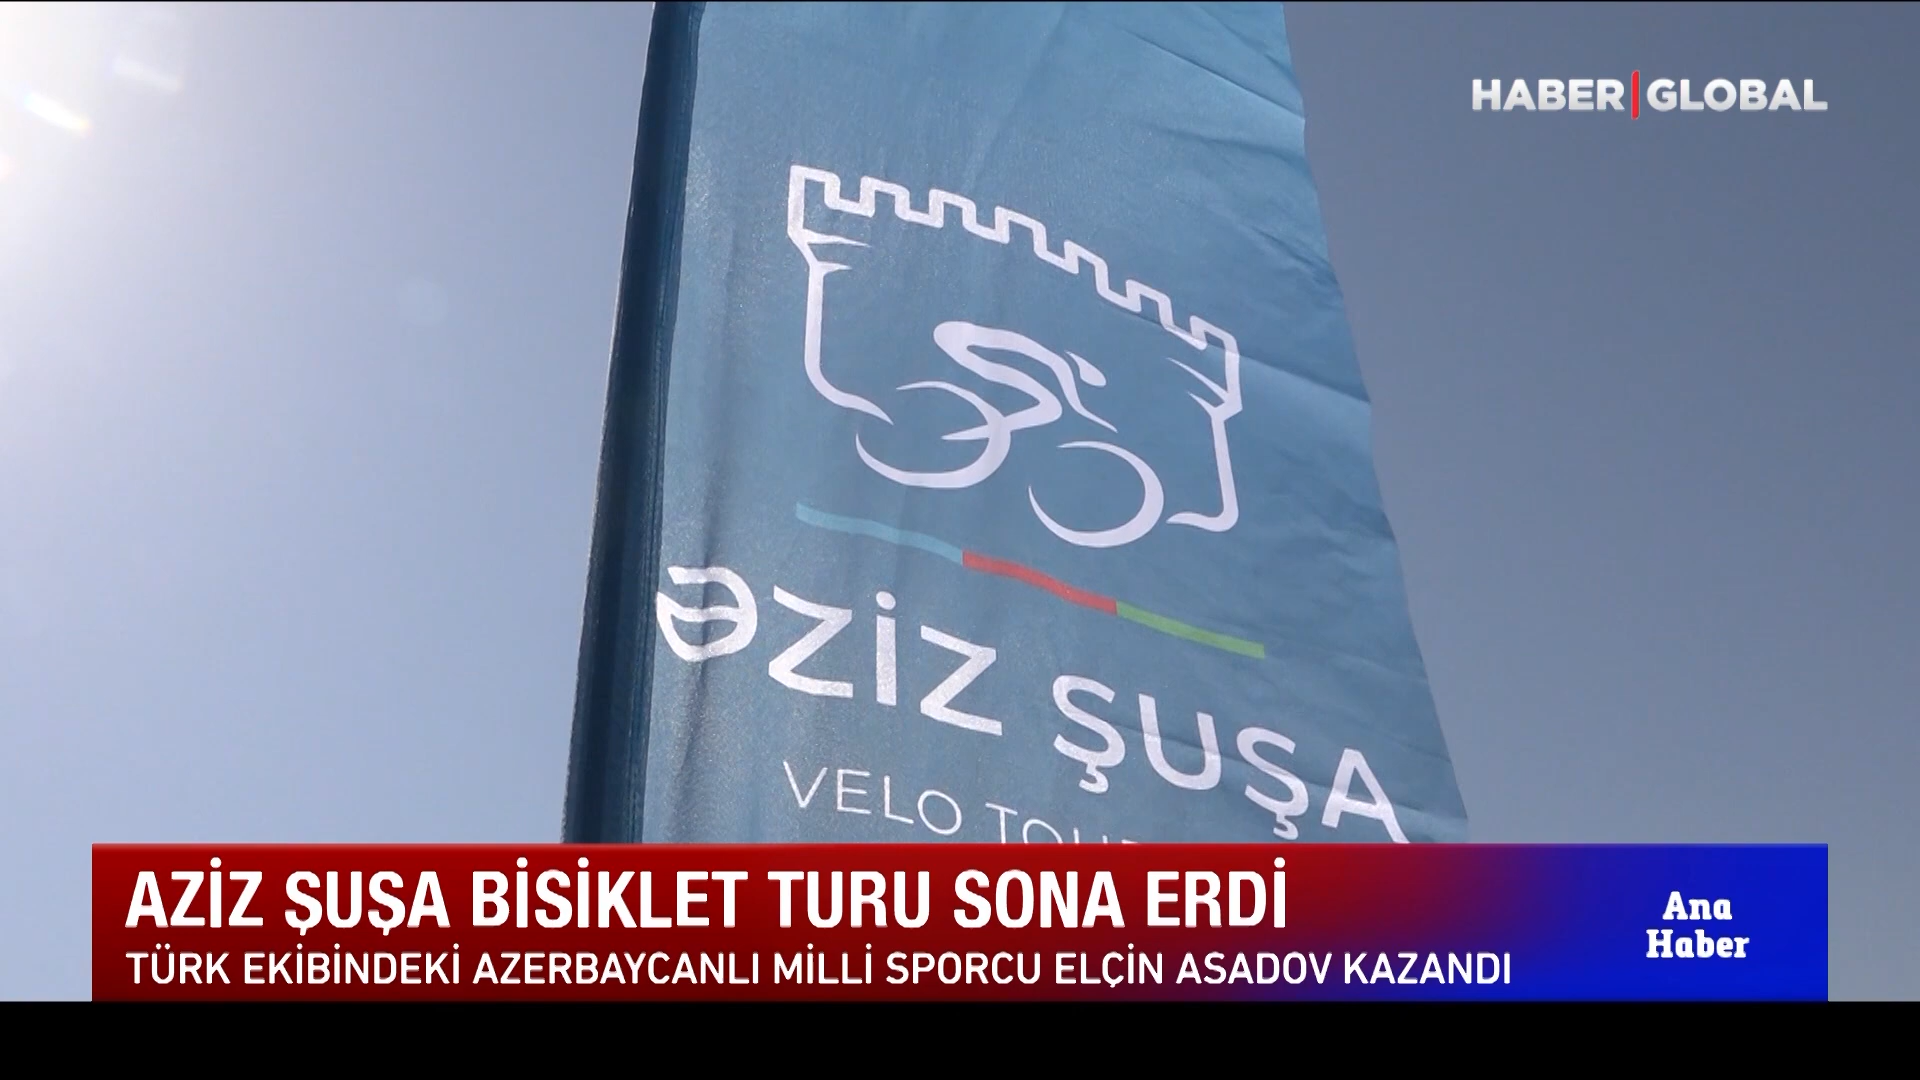 HABER|GLOBAL
əziz şuşa
VELO TOUR
AZİZ ŞUŞA BİSİKLET TURU SONA ERDİ
TÜRK EKİBİNDEKİ AZERBAYCANLI MİLLİ SPORCU ELÇİN ASADOV KAZANDI
Ana
Haber